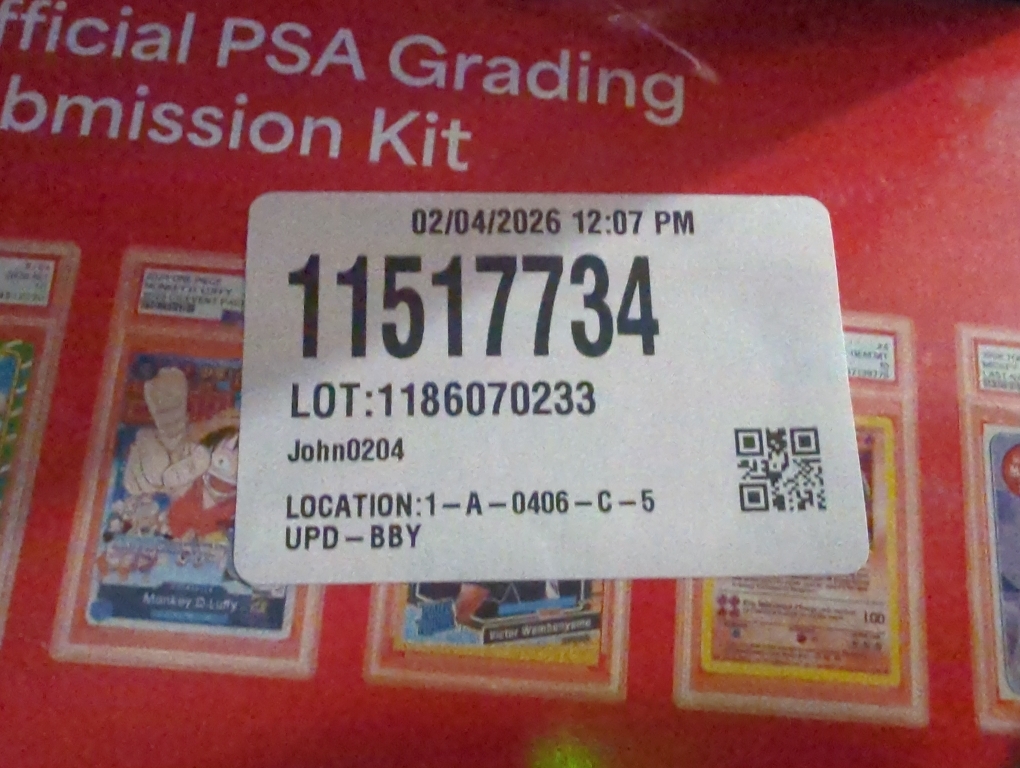 fficial PSA Grading
bmission Kit
02/04/2026 12:07 PM
11517734
LOT:1186070233
John0204
LOCATION:1-A-0406-C-5
UPD-BBY
Monkey D. Luffy
Victor Wembanyama
100